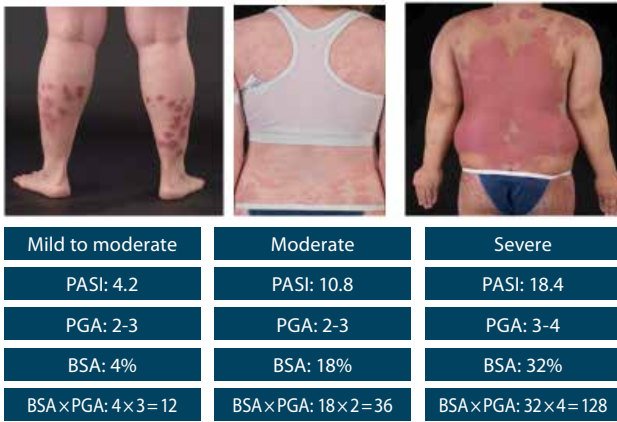 Mild to moderate
Moderate
Severe
PASI: 4.2
PASI: 10.8
PASI: 18.4
PGA: 2-3
PGA: 2-3
PGA: 3-4
BSA: 4%
BSA: 18%
BSA: 32%
BSA×PGA: 4×3=12
BSA×PGA: 18×2=36
BSA×PGA: 32×4=128